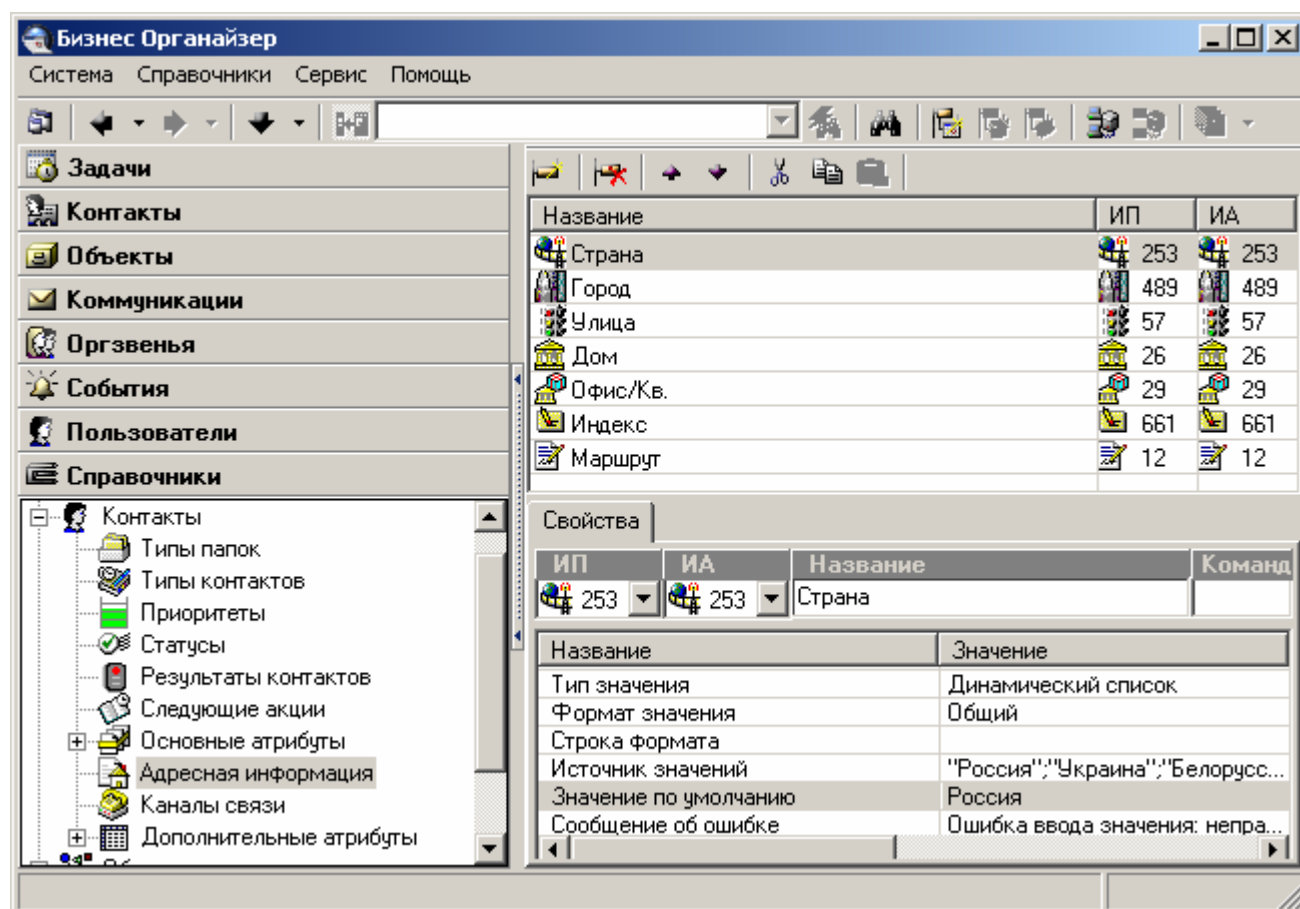 Бизнес Органайзер
Система Справочники Сервис Помощь
Задачи
Контакты
Объекты
Коммуникации
Оргзвенья
События
Пользователи
Справочники
Контакты
Типы папок
Типы контактов
Приоритеты
Статусы
Результаты контактов
Следующие акции
Основные атрибуты
Адресная информация
Каналы связи
Дополнительные атрибуты
Название ИП ИА
Страна 253 253
Город 489 489
Улица 57 57
Дом 26 26
Офис/Кв. 29 29
Индекс 661 661
Маршрут 12 12
Свойства
ИП ИА Название Команд
253 253 Страна
Название Значение
Тип значения Динамический список
Формат значения Общий
Строка формата
Источник значений "Россия";"Украина";"Белорусс...
Значение по умолчанию Россия
Сообщение об ошибке Ошибка ввода значения: непра...